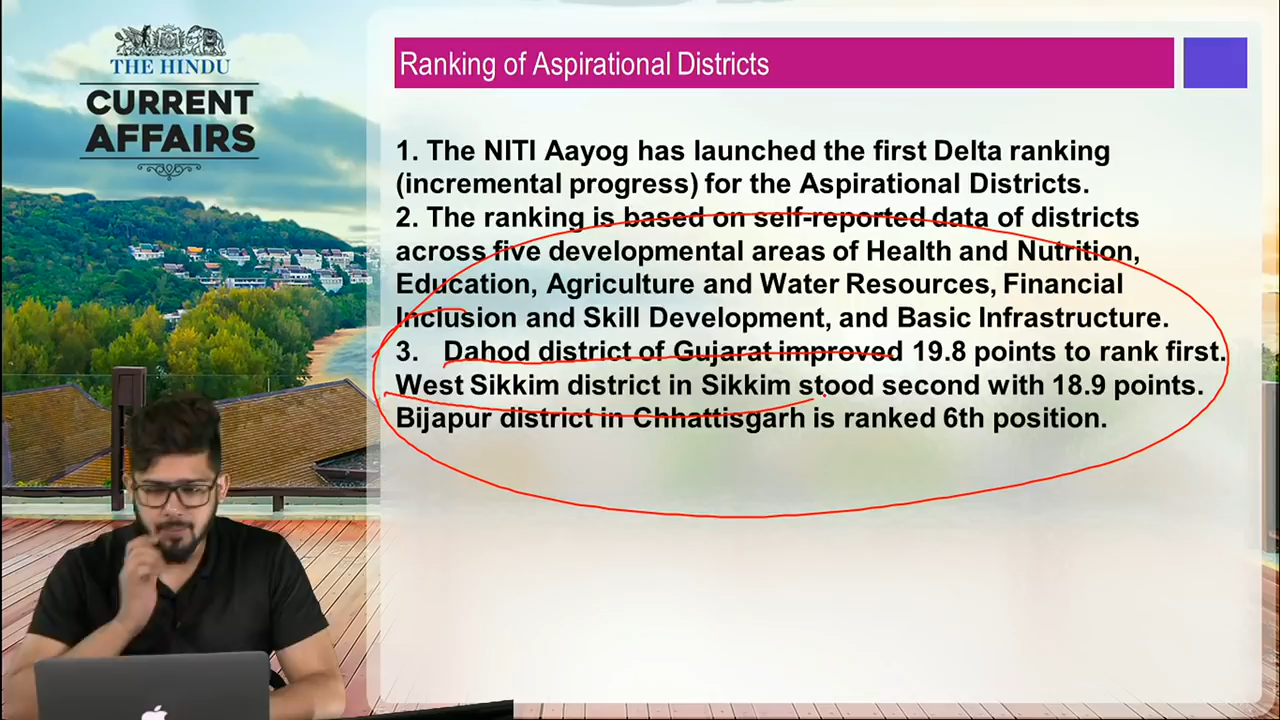 THE HINDU
CURRENT
AFFAIRS
Ranking of Aspirational Districts
1. The NITI Aayog has launched the first Delta ranking
(incremental progress) for the Aspirational Districts.
2. The ranking is based on self-reported data of districts
across five developmental areas of Health and Nutrition,
Education, Agriculture and Water Resources, Financial
Inclusion and Skill Development, and Basic Infrastructure.
3. Dahod district of Gujarat improved 19.8 points to rank first.
West Sikkim district in Sikkim stood second with 18.9 points.
Bijapur district in Chhattisgarh is ranked 6th position.